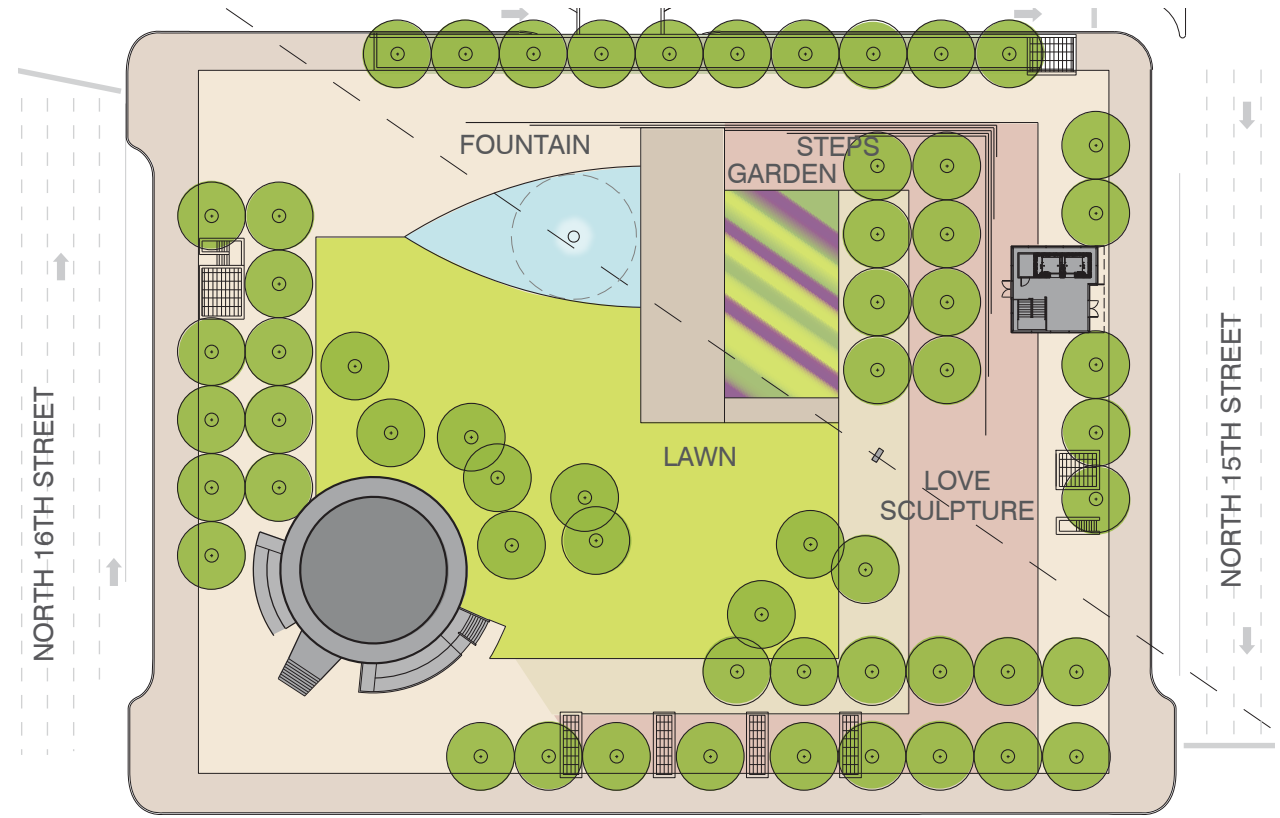 FOUNTAIN
STEPS
GARDEN
LAWN
LOVE
SCULPTURE
NORTH 16TH STREET
NORTH 15TH STREET